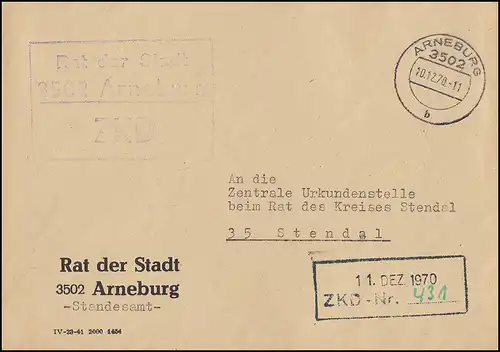 Rat der Stadt
3502 Arneburg
ZKD
ARNEBURG
3502
10.12.70.-11
b
An die
Zentrale Urkundenstelle
beim Rat des Kreises Stendal
35 Stendal
Rat der Stadt
3502 Arneburg
-Standesamt-
11. DEZ. 1970
ZKD-Nr. 431
IV-23-41 2000 1454